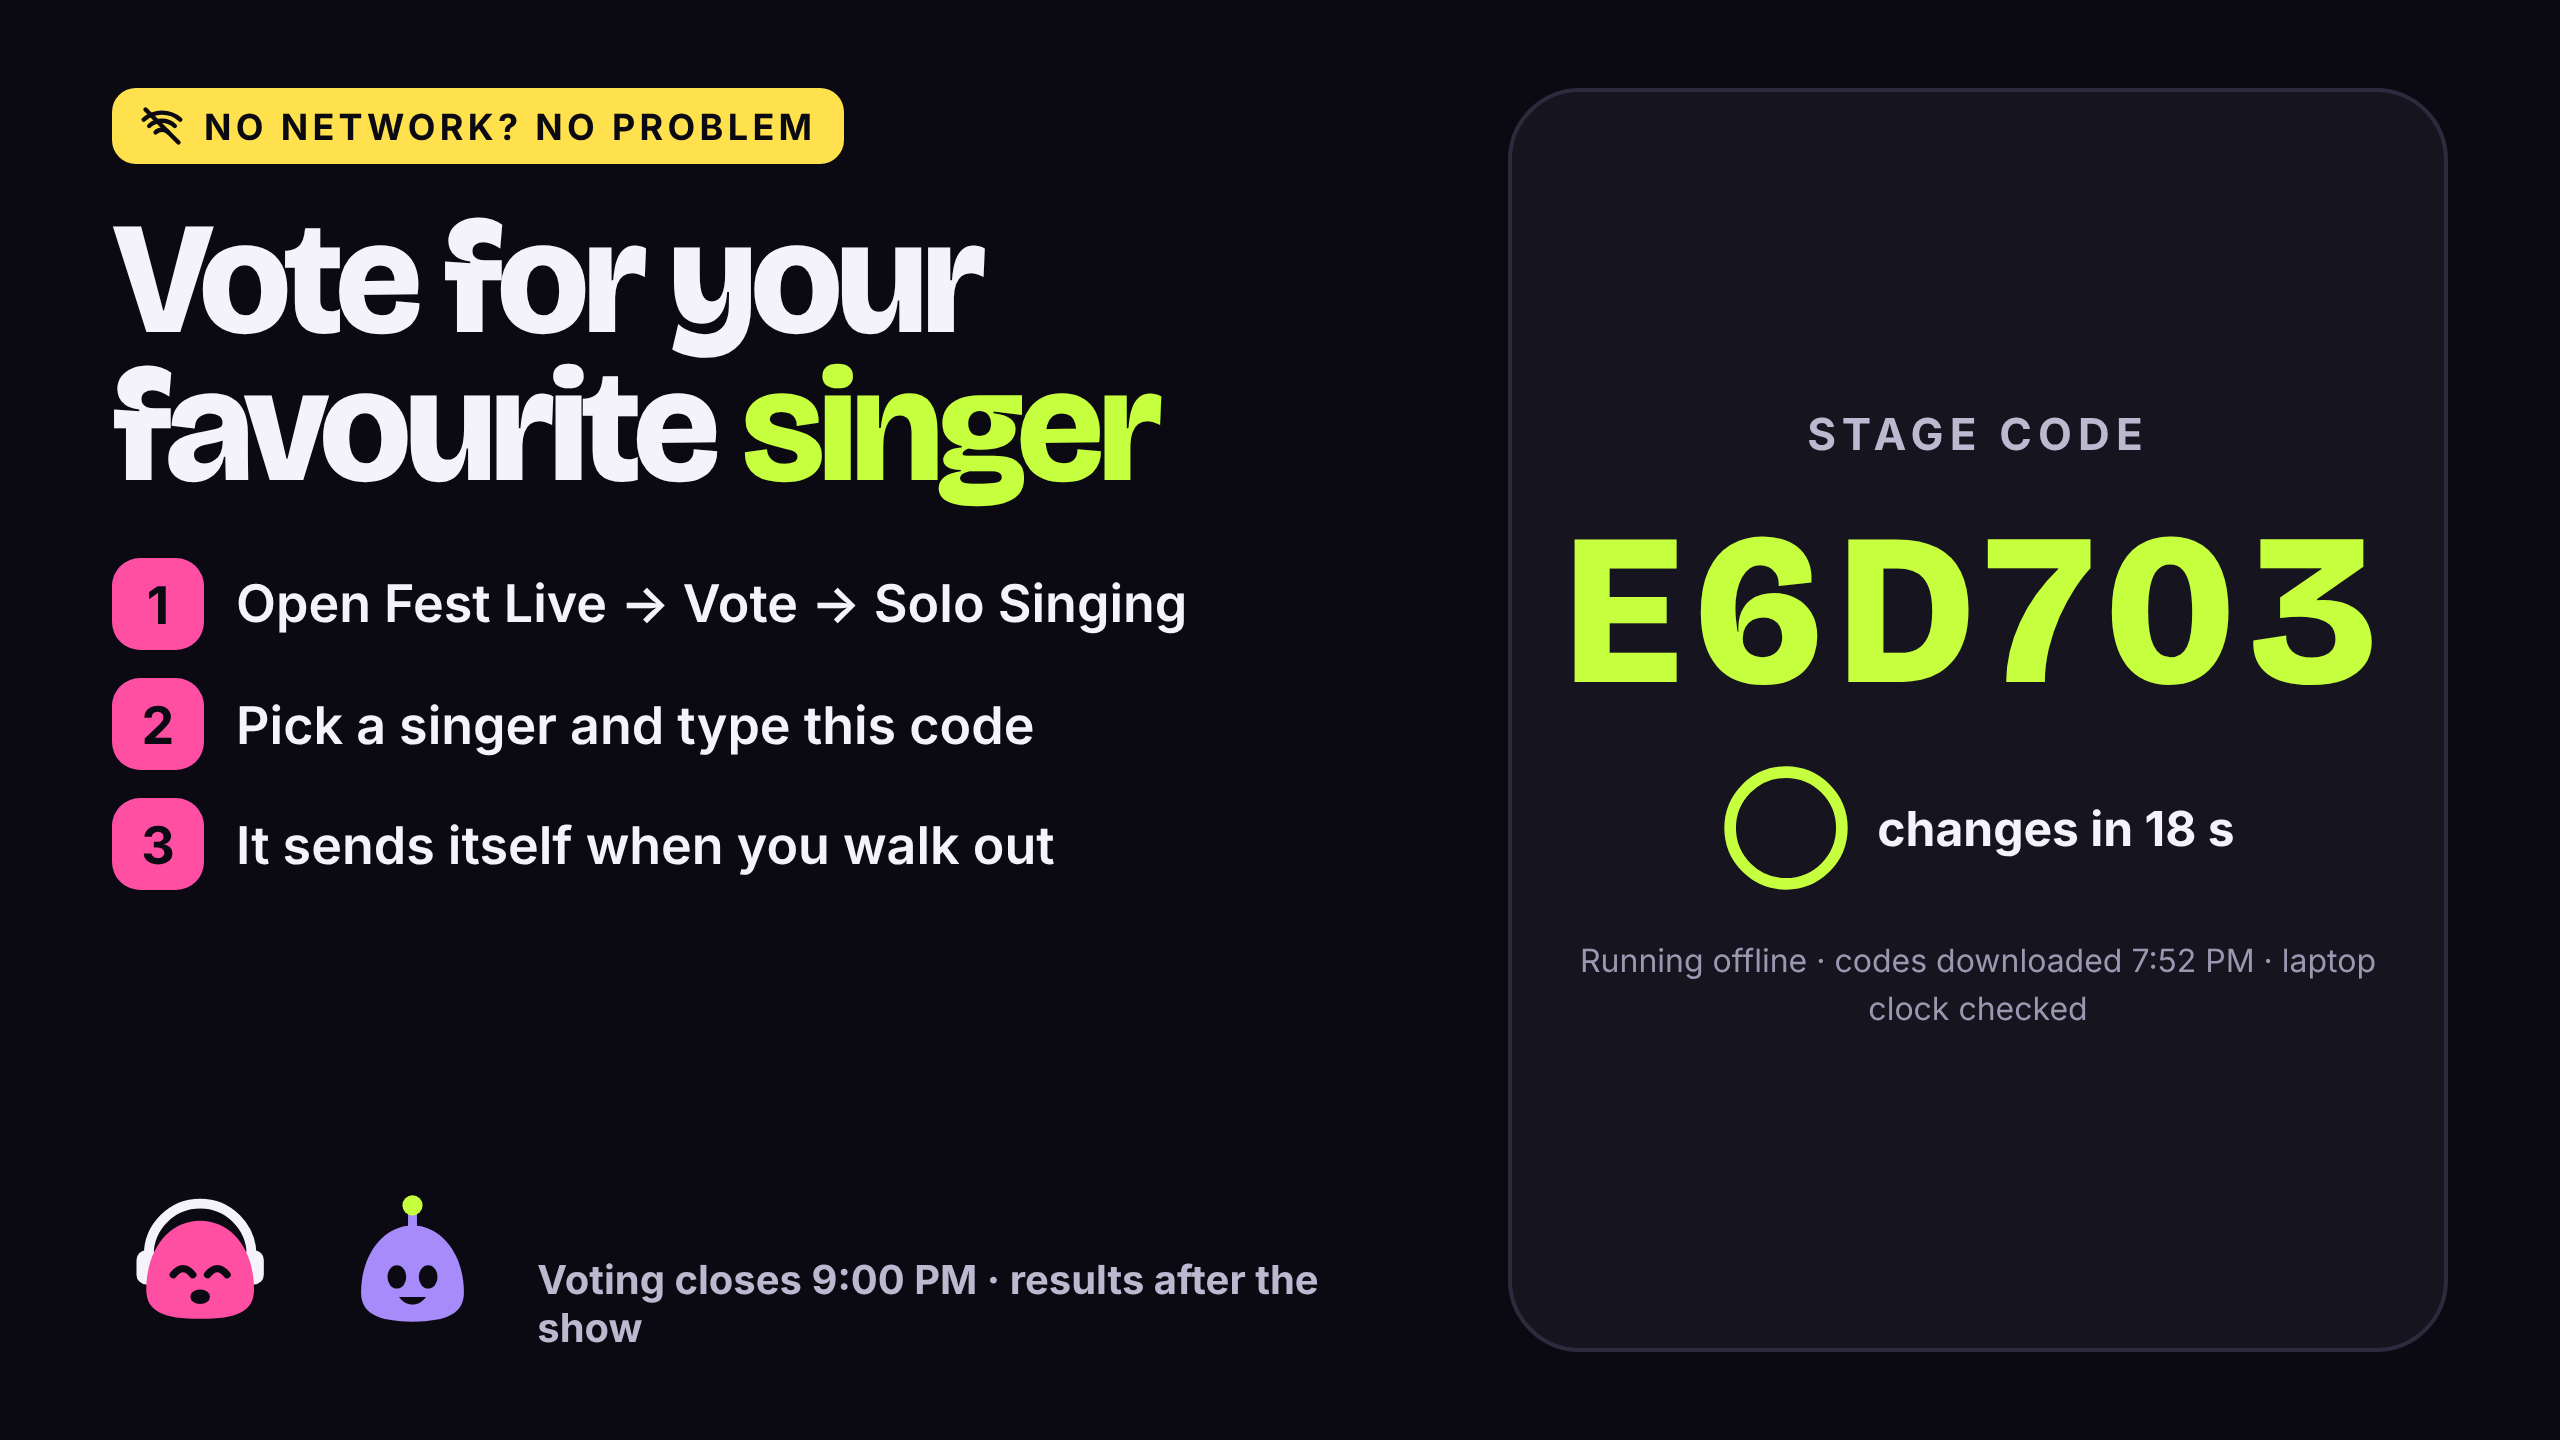 NO NETWORK? NO PROBLEM
Vote for your
favourite singer
1 Open Fest Live → Vote → Solo Singing
2 Pick a singer and type this code
3 It sends itself when you walk out
Voting closes 9:00 PM · results after the
show
STAGE CODE
E6D703
changes in 18 s
Running offline · codes downloaded 7:52 PM · laptop
clock checked